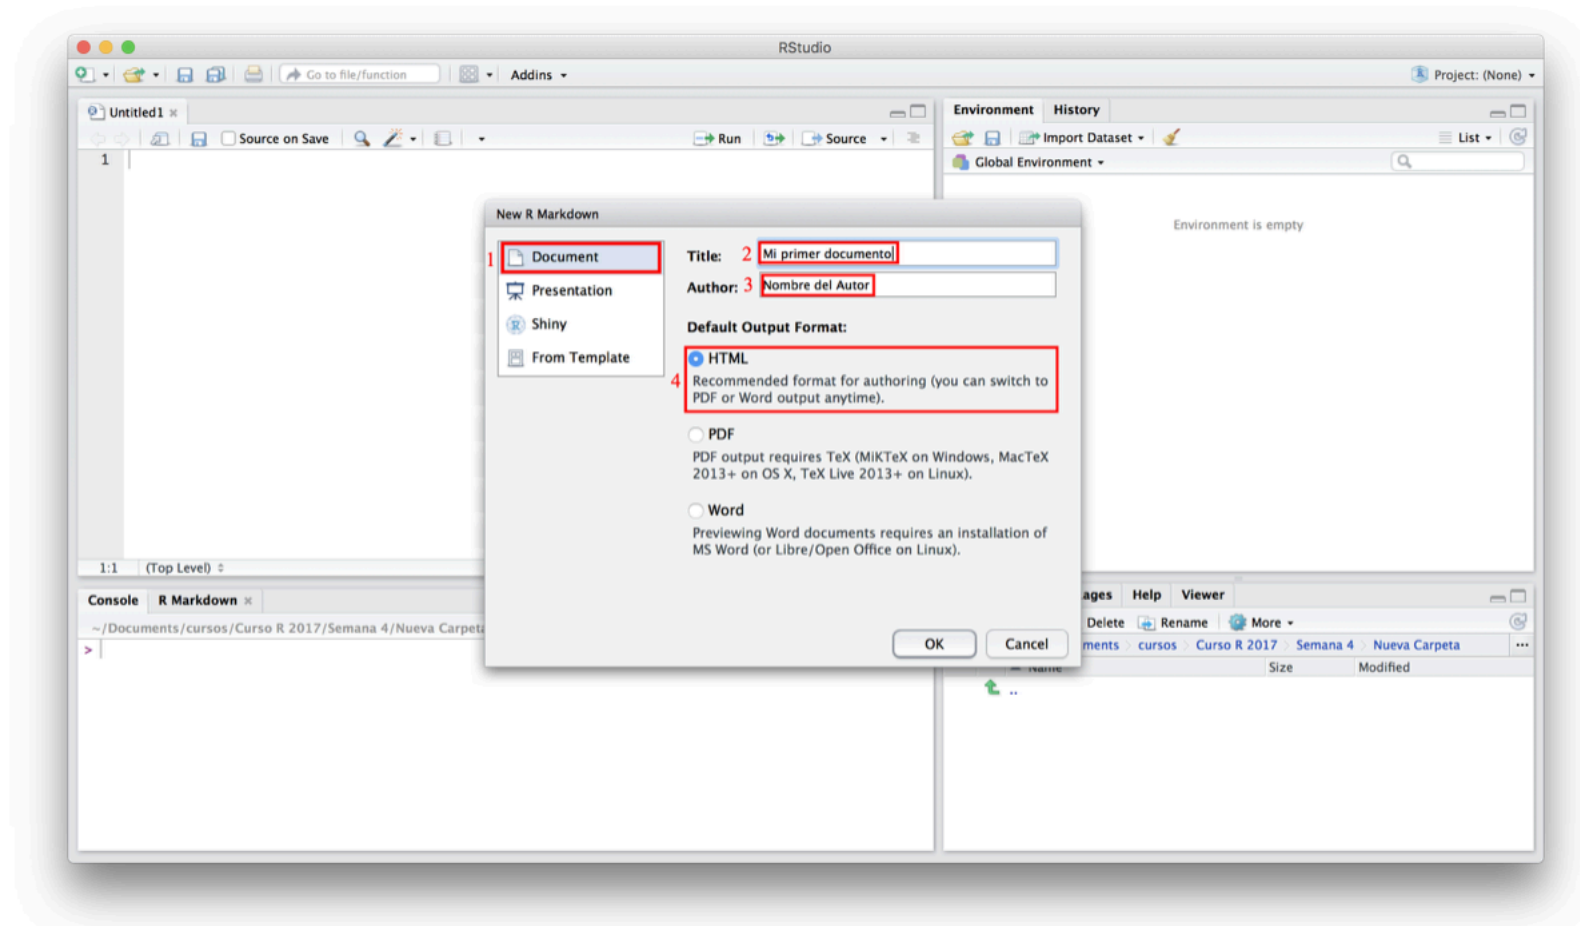 RStudio
Go to file/function
Addins
Project: (None)
Untitled1
Source on Save
Run
Source
1
1:1 (Top Level)
Environment History
Import Dataset
List
Global Environment
Environment is empty
New R Markdown
1 Document
Presentation
Shiny
From Template
Title: 2 Mi primer documento
Author: 3 Nombre del Autor
Default Output Format:
HTML
4 Recommended format for authoring (you can switch to
PDF or Word output anytime).
PDF
PDF output requires TeX (MiKTeX on Windows, MacTeX
2013+ on OS X, TeX Live 2013+ on Linux).
Word
Previewing Word documents requires an installation of
MS Word (or Libre/Open Office on Linux).
OK Cancel
Console R Markdown
~/Documents/cursos/Curso R 2017/Semana 4/Nueva Carpeta
>
ages Help Viewer
Delete Rename More
ments cursos Curso R 2017 Semana 4 Nueva Carpeta ...
Name Size Modified
..